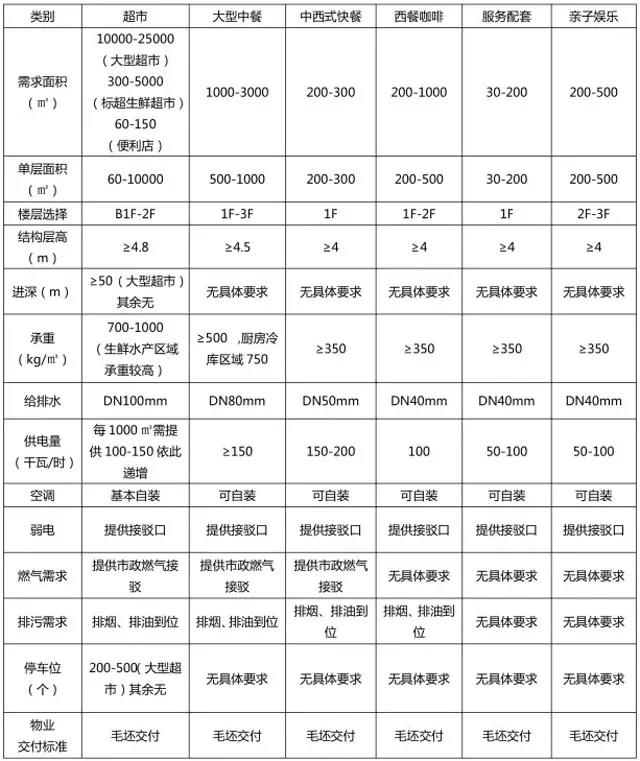 类别 超市 大型中餐 中西式快餐 西餐咖啡 服务配套 亲子娱乐
需求面积
（㎡）
10000-25000
（大型超市）
300-5000
（标超生鲜超市）
60-150
（便利店）
1000-3000 200-300 200-1000 30-200 200-500
单层面积
（㎡）
60-10000 500-1000 200-300 200-500 30-200 200-500
楼层选择 B1F-2F 1F-3F 1F 1F-2F 1F 2F-3F
结构层高
（m）
≥4.8 ≥4.5 ≥4 ≥4 ≥4 ≥4
进深（m）
≥50（大型超市）
其余无
无具体要求 无具体要求 无具体要求 无具体要求 无具体要求
承重
（kg/㎡）
700-1000
（生鲜水产区域
承重较高）
≥500 ,厨房冷
库区域 750
≥350 ≥350 ≥350 ≥350
给排水 DN100mm DN80mm DN50mm DN40mm DN40mm DN40mm
供电量
（千瓦/时）
每 1000 ㎡需提
供 100-150 依此
递增
≥150 150-200 100 50-100 50-100
空调 基本自装 可自装 可自装 可自装 可自装 可自装
弱电 提供接驳口 提供接驳口 提供接驳口 提供接驳口 提供接驳口 提供接驳口
燃气需求
提供市政燃气接
驳
提供市政燃气
接驳
提供市政燃气
接驳
无具体要求 无具体要求 无具体要求
排污需求 排烟、排油到位 排烟、排油到位
排烟、排油到
位
排烟、排油到
位
无具体要求 无具体要求
停车位
（个）
200-500（大型超
市）其余无
无具体要求 无具体要求 无具体要求 无具体要求 无具体要求
物业
交付标准
毛坯交付 毛坯交付 毛坯交付 毛坯交付 毛坯交付 毛坯交付